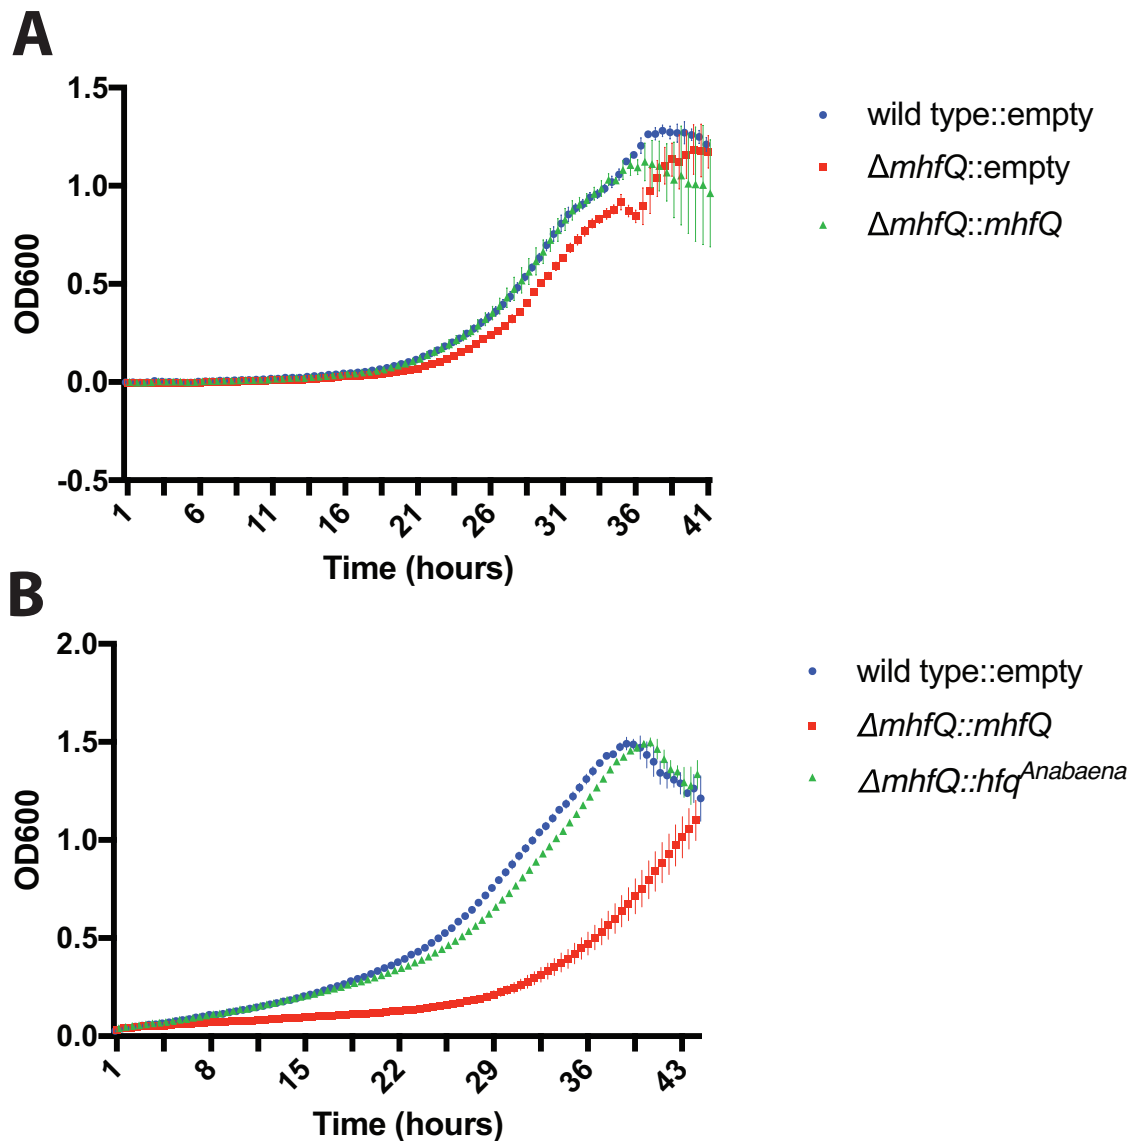 A
1.5
1.0
0.5
0.0
-0.5
OD600
1 6 11 16 21 26 31 36 41
Time (hours)
wild type::empty
ΔmhfQ::empty
ΔmhfQ::mhfQ
B
2.0
1.5
1.0
0.5
0.0
OD600
1 8 15 22 29 36 43
Time (hours)
wild type::empty
ΔmhfQ::mhfQ
ΔmhfQ::hfqAnabaena